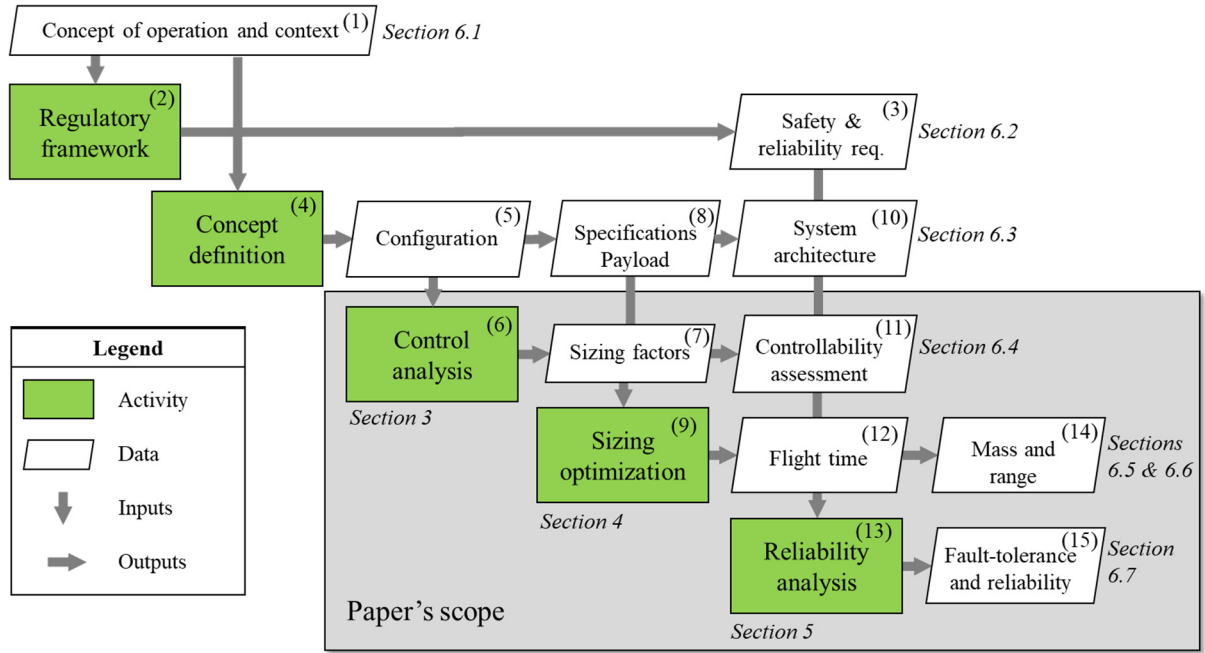 Concept of operation and context (1)
Section 6.1
(2)
Regulatory
framework
(3)
Safety &
reliability req.
Section 6.2
(4)
Concept
definition
(5)
Configuration
(8)
Specifications
Payload
(10)
System
architecture
Section 6.3
(6)
Control
analysis
Section 3
(7)
Sizing factors
(11)
Controllability
assessment
Section 6.4
(9)
Sizing
optimization
Section 4
(12)
Flight time
(14)
Mass and
range
Sections
6.5 & 6.6
(13)
Reliability
analysis
Section 5
(15)
Fault-tolerance
and reliability
Section
6.7
Paper's scope
Legend
Activity
Data
Inputs
Outputs